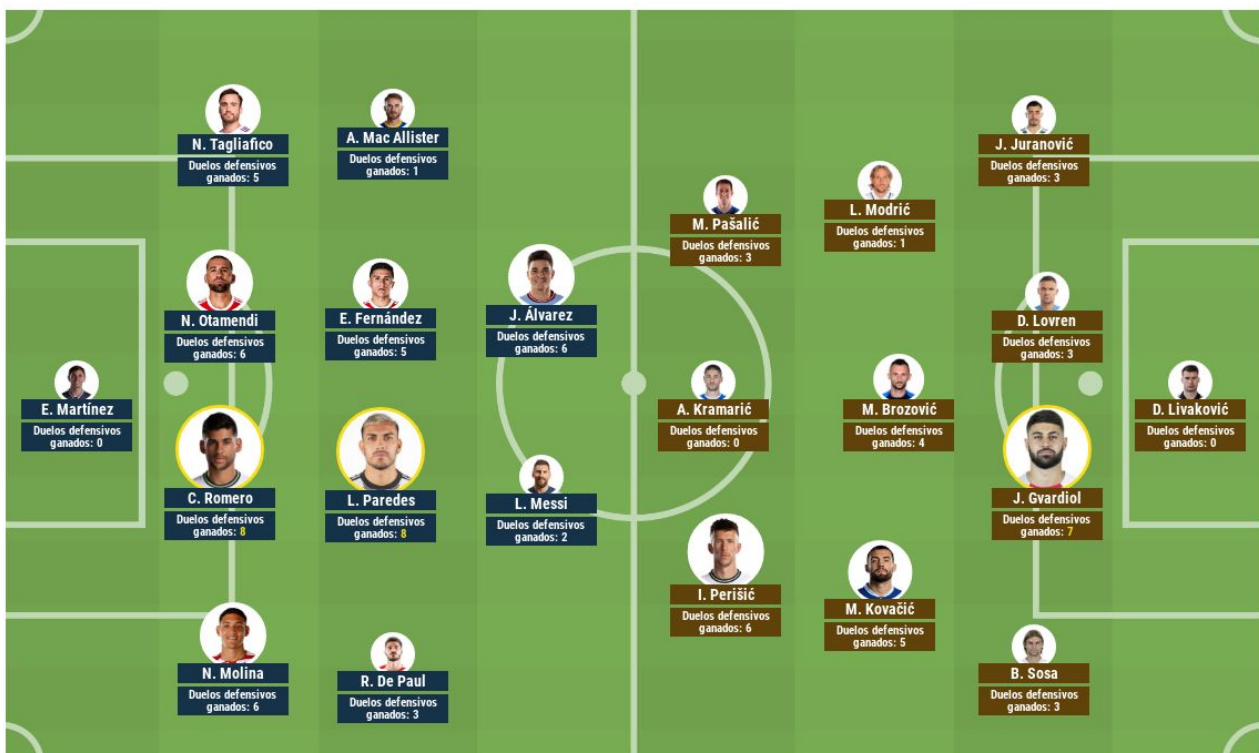 N. Tagliafico
Duelos defensivos
ganados: 5
A. Mac Allister
Duelos defensivos
ganados: 1
J. Juranović
Duelos defensivos
ganados: 3
M. Pašalić
Duelos defensivos
ganados: 3
L. Modrić
Duelos defensivos
ganados: 1
N. Otamendi
Duelos defensivos
ganados: 6
E. Fernández
Duelos defensivos
ganados: 5
J. Álvarez
Duelos defensivos
ganados: 6
D. Lovren
Duelos defensivos
ganados: 3
E. Martínez
Duelos defensivos
ganados: 0
A. Kramarić
Duelos defensivos
ganados: 0
M. Brozović
Duelos defensivos
ganados: 4
D. Livaković
Duelos defensivos
ganados: 0
C. Romero
Duelos defensivos
ganados: 8
L. Paredes
Duelos defensivos
ganados: 8
L. Messi
Duelos defensivos
ganados: 2
J. Gvardiol
Duelos defensivos
ganados: 7
I. Perišić
Duelos defensivos
ganados: 6
M. Kovačić
Duelos defensivos
ganados: 5
N. Molina
Duelos defensivos
ganados: 6
R. De Paul
Duelos defensivos
ganados: 3
B. Sosa
Duelos defensivos
ganados: 3